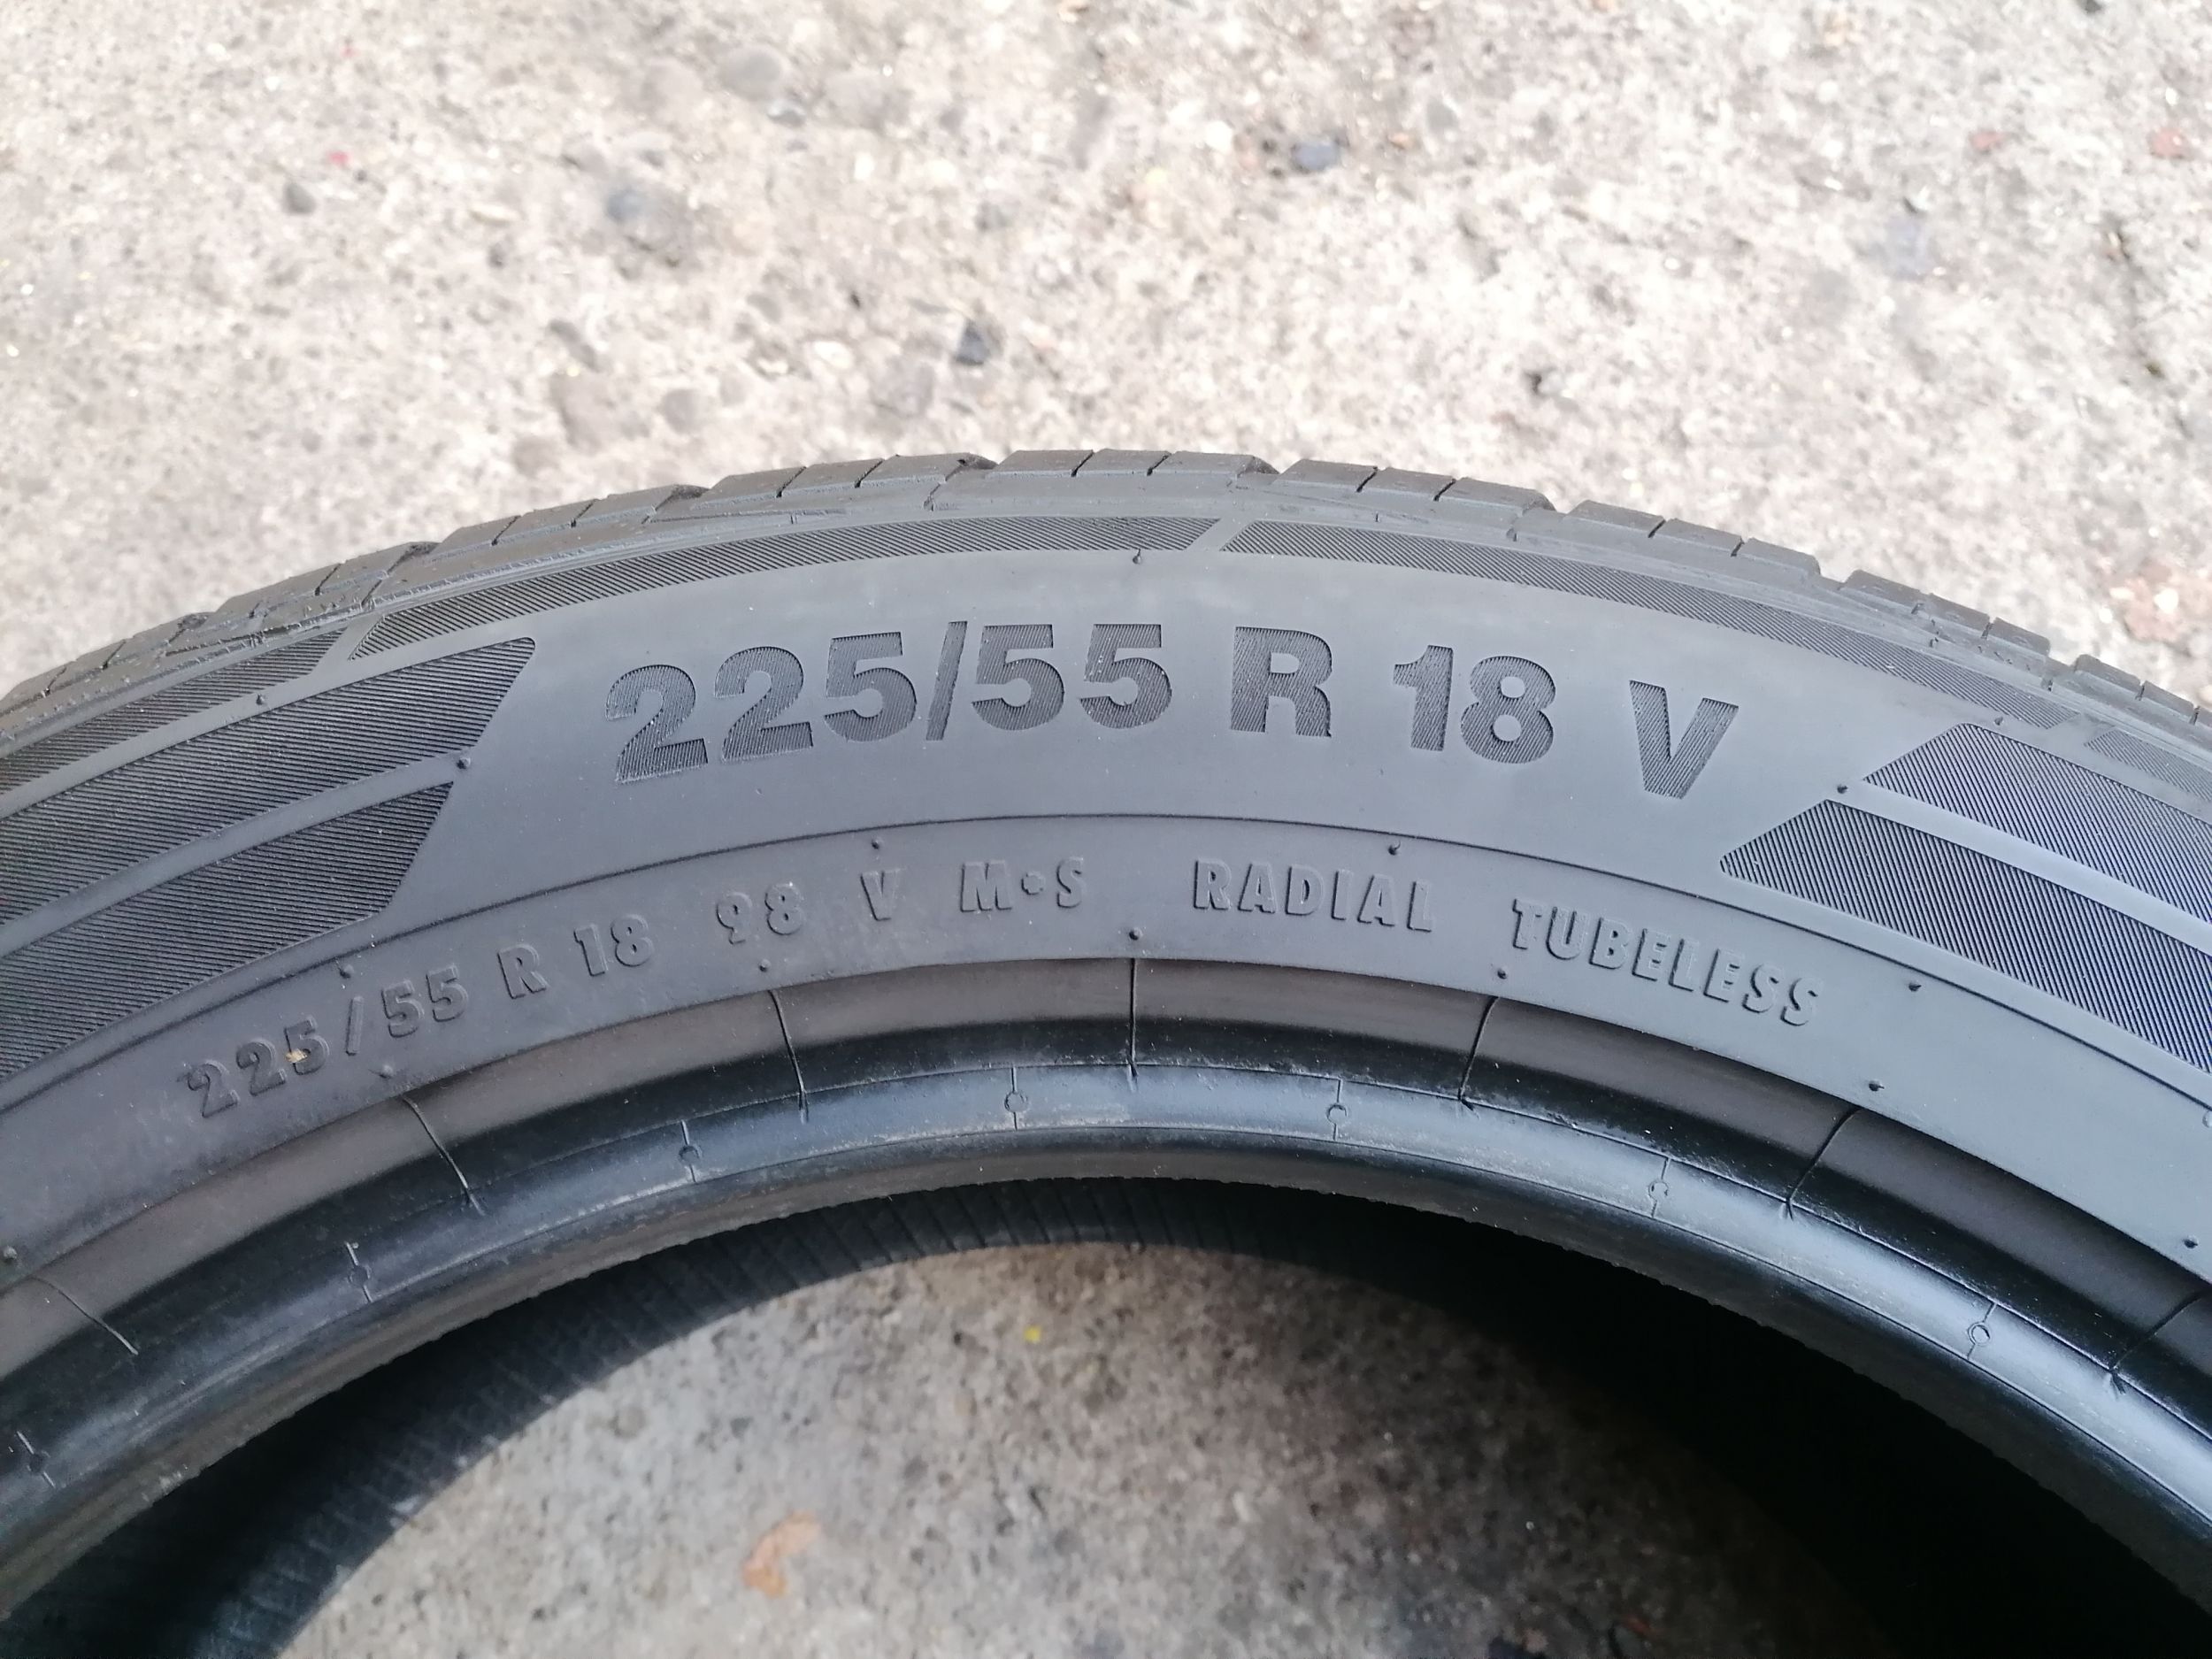 225/55 R 18 V
225/55 R 18 98 V M•S RADIAL TUBELESS